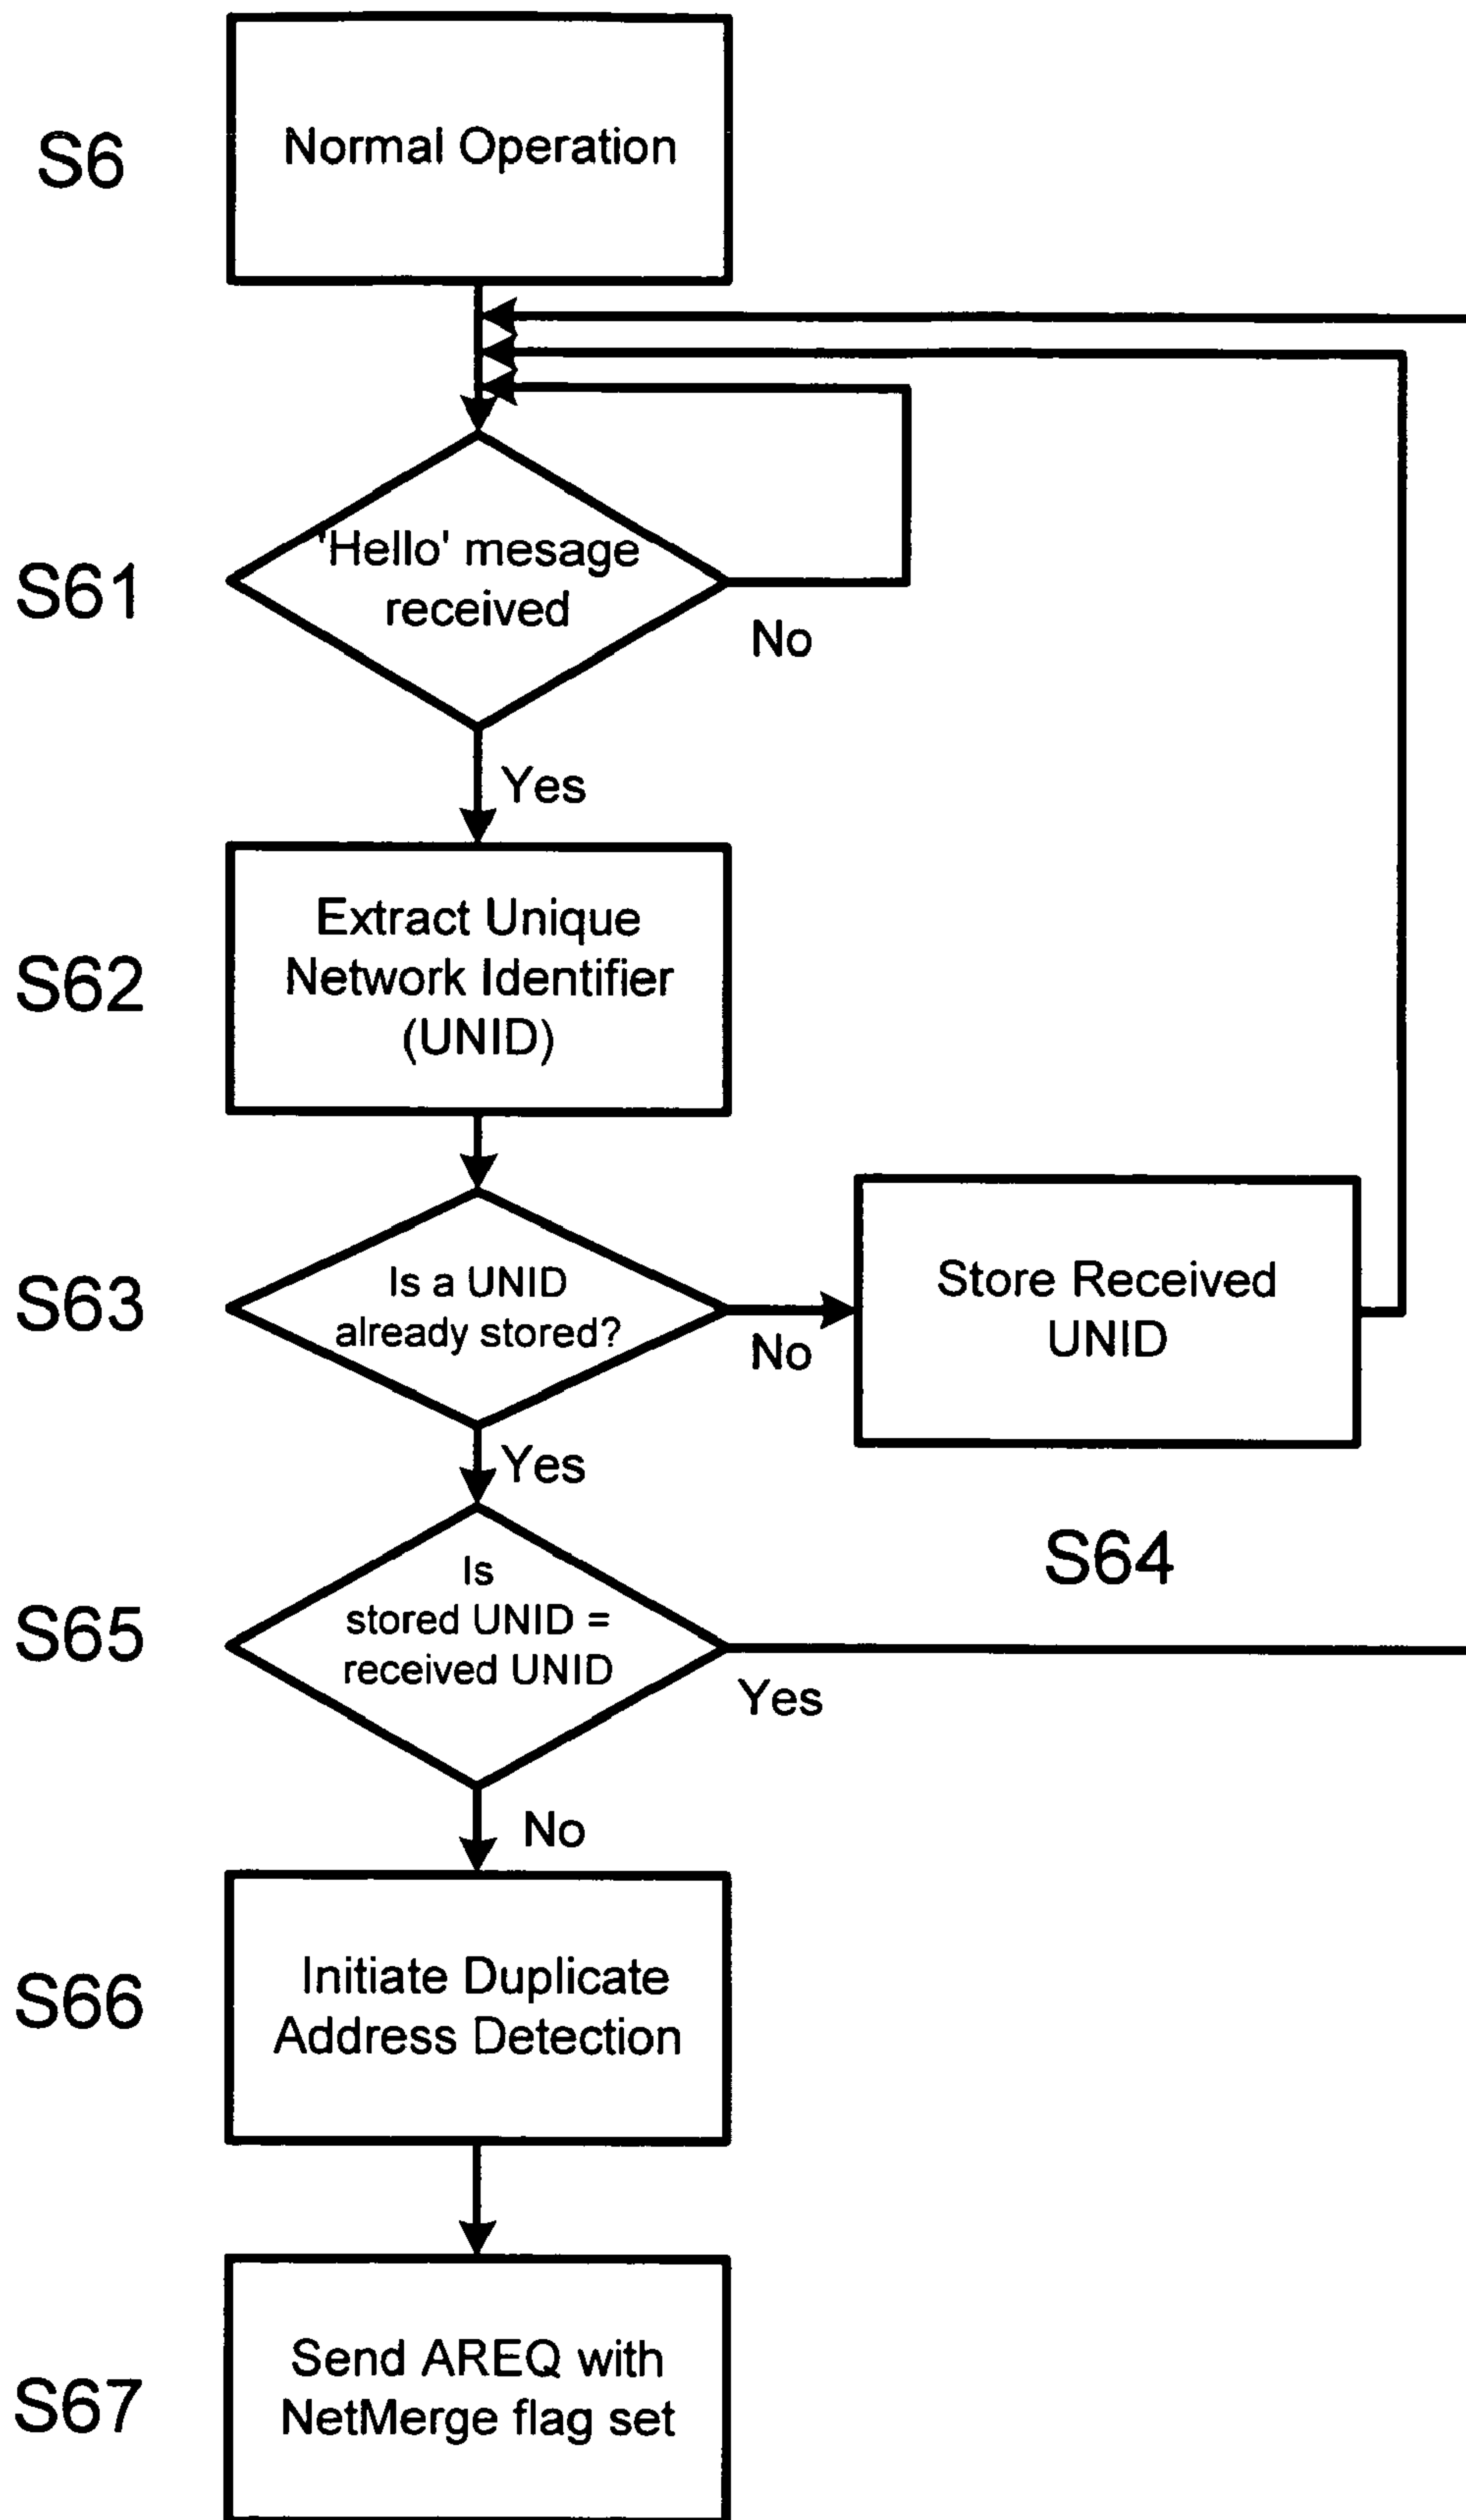 S6
Normal Operation
S61
'Hello' mesage
received
No
Yes
S62
Extract Unique
Network Identifier
(UNID)
S63
Is a UNID
already stored?
No
Store Received
UNID
S64
Yes
S65
Is
stored UNID =
received UNID
Yes
No
S66
Initiate Duplicate
Address Detection
S67
Send AREQ with
NetMerge flag set